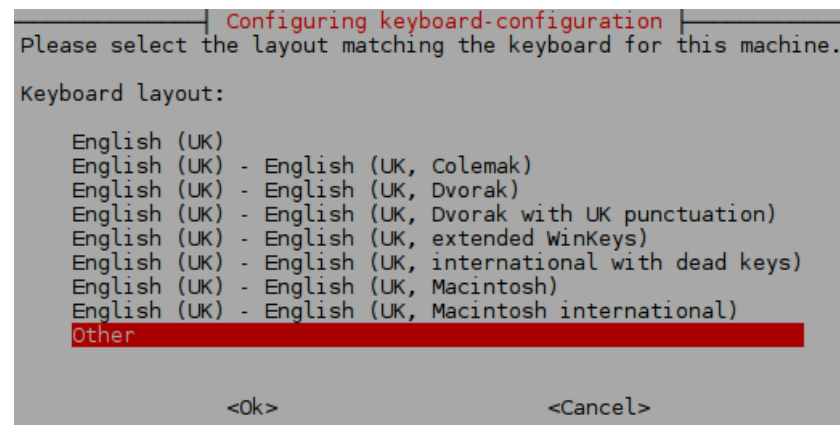 Configuring keyboard-configuration
Please select the layout matching the keyboard for this machine.
Keyboard layout:
English (UK)
English (UK) - English (UK, Colemak)
English (UK) - English (UK, Dvorak)
English (UK) - English (UK, Dvorak with UK punctuation)
English (UK) - English (UK, extended WinKeys)
English (UK) - English (UK, international with dead keys)
English (UK) - English (UK, Macintosh)
English (UK) - English (UK, Macintosh international)
Other
<Ok> <Cancel>